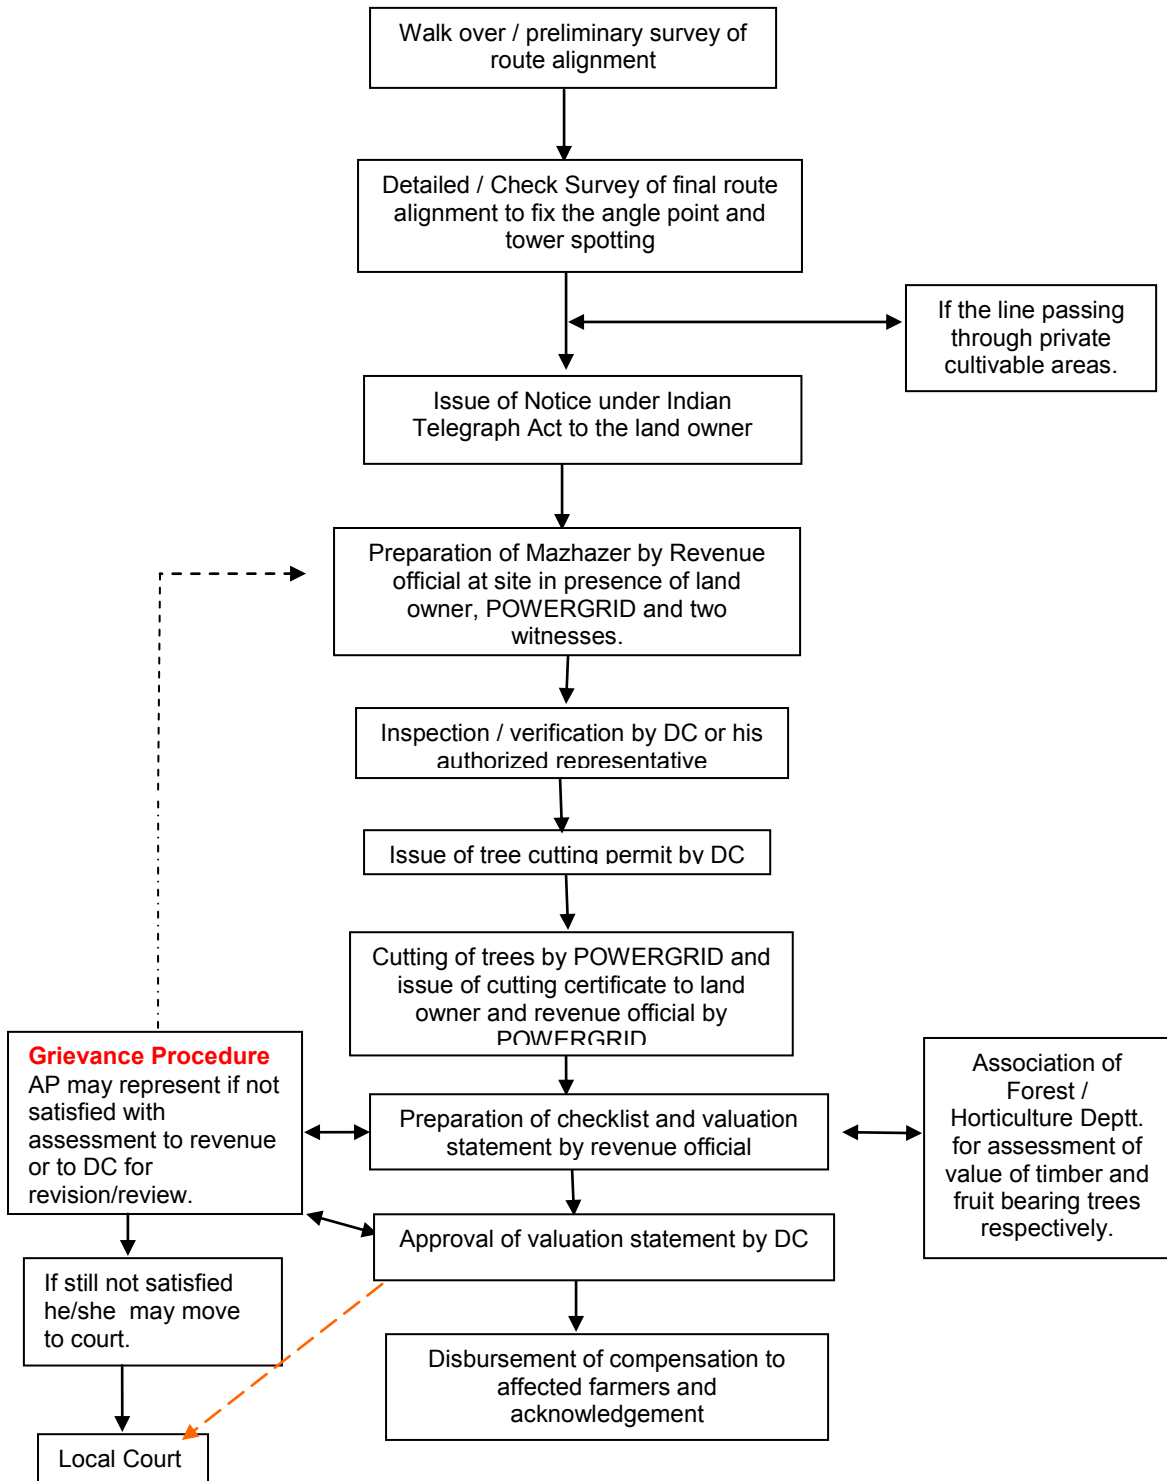 Walk over / preliminary survey of
route alignment
Detailed / Check Survey of final route
alignment to fix the angle point and
tower spotting
If the line passing
through private
cultivable areas.
Issue of Notice under Indian
Telegraph Act to the land owner
Preparation of Mazhazer by Revenue
official at site in presence of land
owner, POWERGRID and two
witnesses.
Inspection / verification by DC or his
authorized representative
Issue of tree cutting permit by DC
Cutting of trees by POWERGRID and
issue of cutting certificate to land
owner and revenue official by
POWERGRID
Grievance Procedure
AP may represent if not
satisfied with
assessment to revenue
or to DC for
revision/review.
Preparation of checklist and valuation
statement by revenue official
Association of
Forest /
Horticulture Deptt.
for assessment of
value of timber and
fruit bearing trees
respectively.
Approval of valuation statement by DC
If still not satisfied
he/she may move
to court.
Disbursement of compensation to
affected farmers and
acknowledgement
Local Court